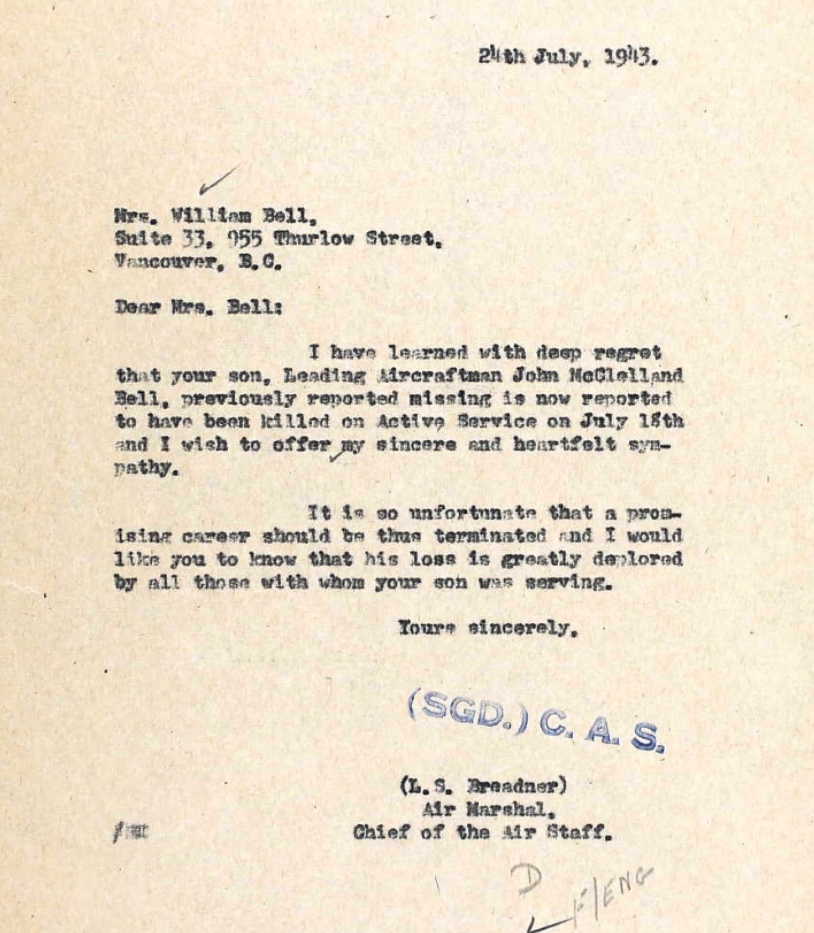 24th July, 1943.
Mrs. William Bell,
Suite 33, 955 Thurlow Street,
Vancouver, B.C.
Dear Mrs. Bell:
I have learned with deep regret
that your son, Leading Aircraftman John McClelland
Bell, previously reported missing is now reported
to have been killed on Active Service on July 18th
and I wish to offer my sincere and heartfelt sym-
pathy.
It is so unfortunate that a prom-
ising career should be thus terminated and I would
like you to know that his loss is greatly deplored
by all those with whom your son was serving.
Yours sincerely,
(SGD.) C. A. S.
(L.S. Breadner)
Air Marshal,
Chief of the Air Staff.
D
F/ENG